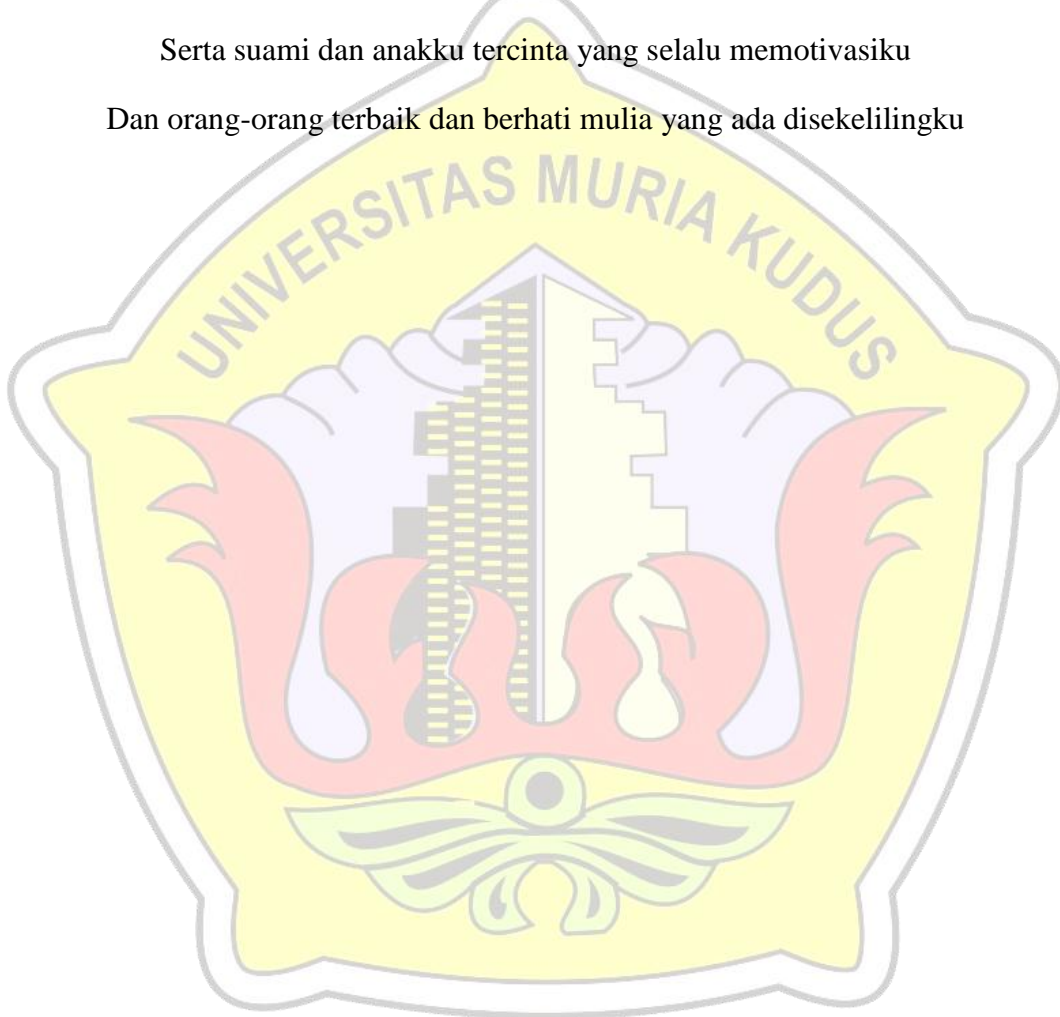 Serta suami dan anakku tercinta yang selalu memotivasiku
Dan orang-orang terbaik dan berhati mulia yang ada disekelilingku
UNIVERSITAS MURIA KUDUS